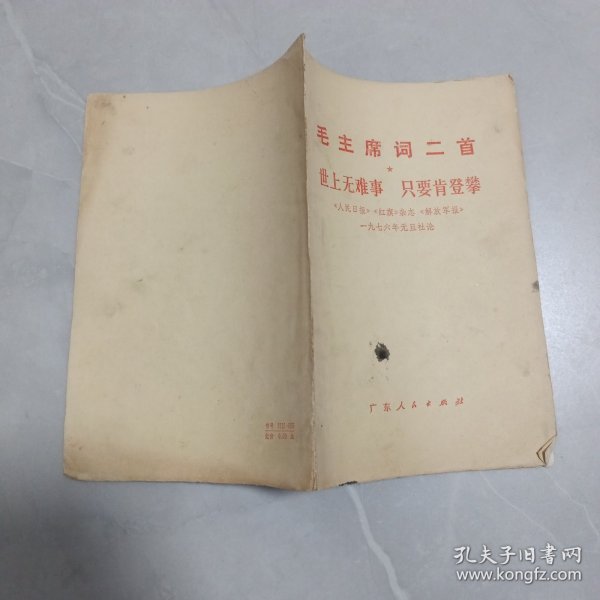 毛主席词二首
★
世上无难事 只要肯登攀
《人民日报》《红旗》杂志《解放军报》
一九七六年元旦社论
广东人民出版社
孔夫子旧书网
www.kongfz.com